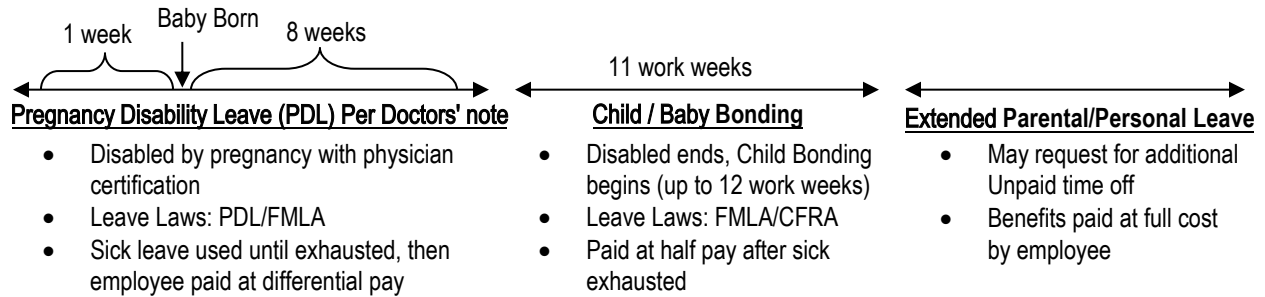 Baby Born
1 week
8 weeks
11 work weeks
Pregnancy Disability Leave (PDL) Per Doctors' note
• Disabled by pregnancy with physician
certification
• Leave Laws: PDL/FMLA
• Sick leave used until exhausted, then
employee paid at differential pay
Child / Baby Bonding
• Disabled ends, Child Bonding
begins (up to 12 work weeks)
• Leave Laws: FMLA/CFRA
• Paid at half pay after sick
exhausted
Extended Parental/Personal Leave
• May request for additional
Unpaid time off
• Benefits paid at full cost
by employee